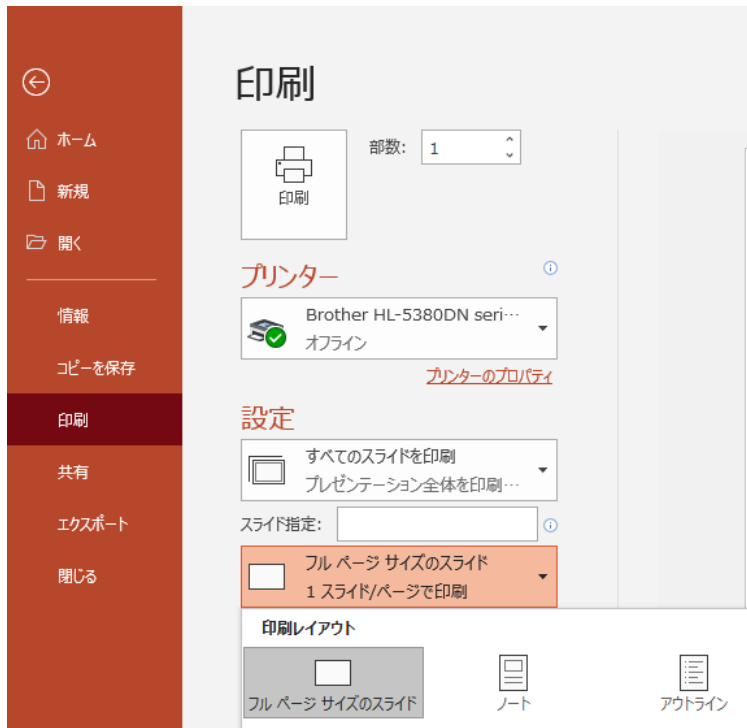 印刷
ホーム
新規
開く
情報
コピーを保存
印刷
共有
エクスポート
閉じる
印刷
部数: 1
プリンター
Brother HL-5380DN seri…
オフライン
プリンターのプロパティ
設定
すべてのスライドを印刷
プレゼンテーション全体を印刷…
スライド指定:
フル ページ サイズのスライド
1 スライド/ページで印刷
印刷レイアウト
フル ページ サイズのスライド ノート アウトライン